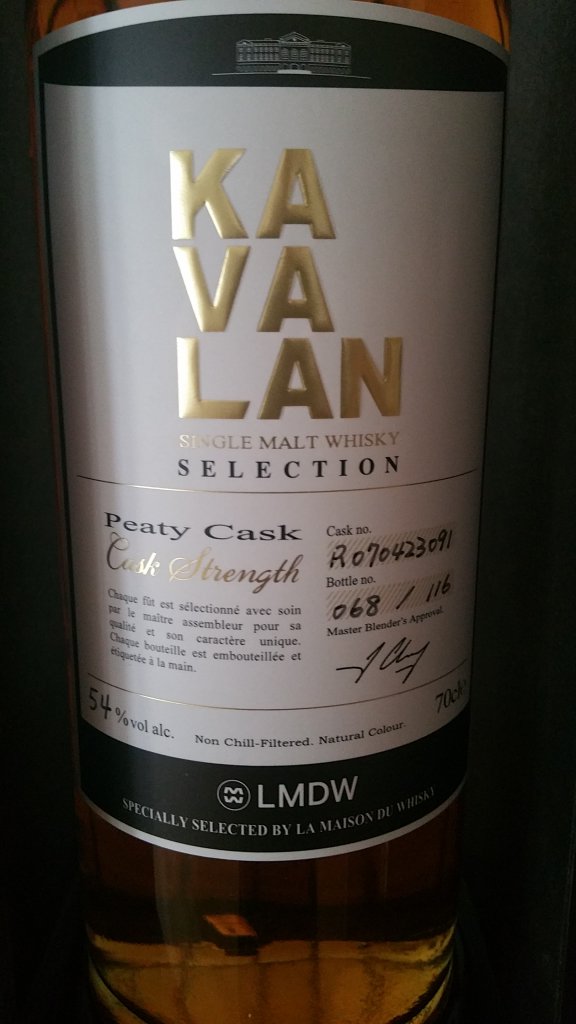 KA
VA
LAN
SINGLE MALT WHISKY
SELECTION
Peaty Cask
Cask Strength
Chaque fût est sélectionné avec soin
par le maître assembleur pour sa
qualité et son caractère unique.
Chaque bouteille est embouteillée et
étiquetée à la main.
Cask no.
R070423091
Bottle no.
068 / 116
Master Blender's Approval.
54 % vol alc.
Non Chill-Filtered. Natural Colour.
70cl
LMDW
SPECIALLY SELECTED BY LA MAISON DU WHISKY